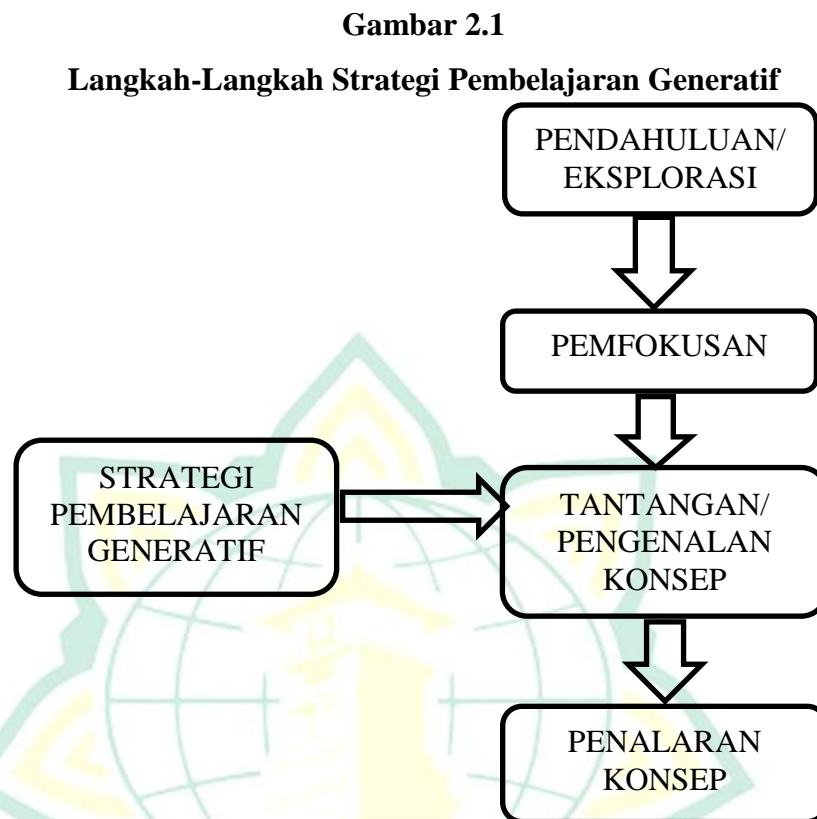 Gambar 2.1
Langkah-Langkah Strategi Pembelajaran Generatif
PENDAHULUAN/
EKSPLORASI
PEMFOKUSAN
STRATEGI
PEMBELAJARAN
GENERATIF
TANTANGAN/
PENGENALAN
KONSEP
PENALARAN
KONSEP